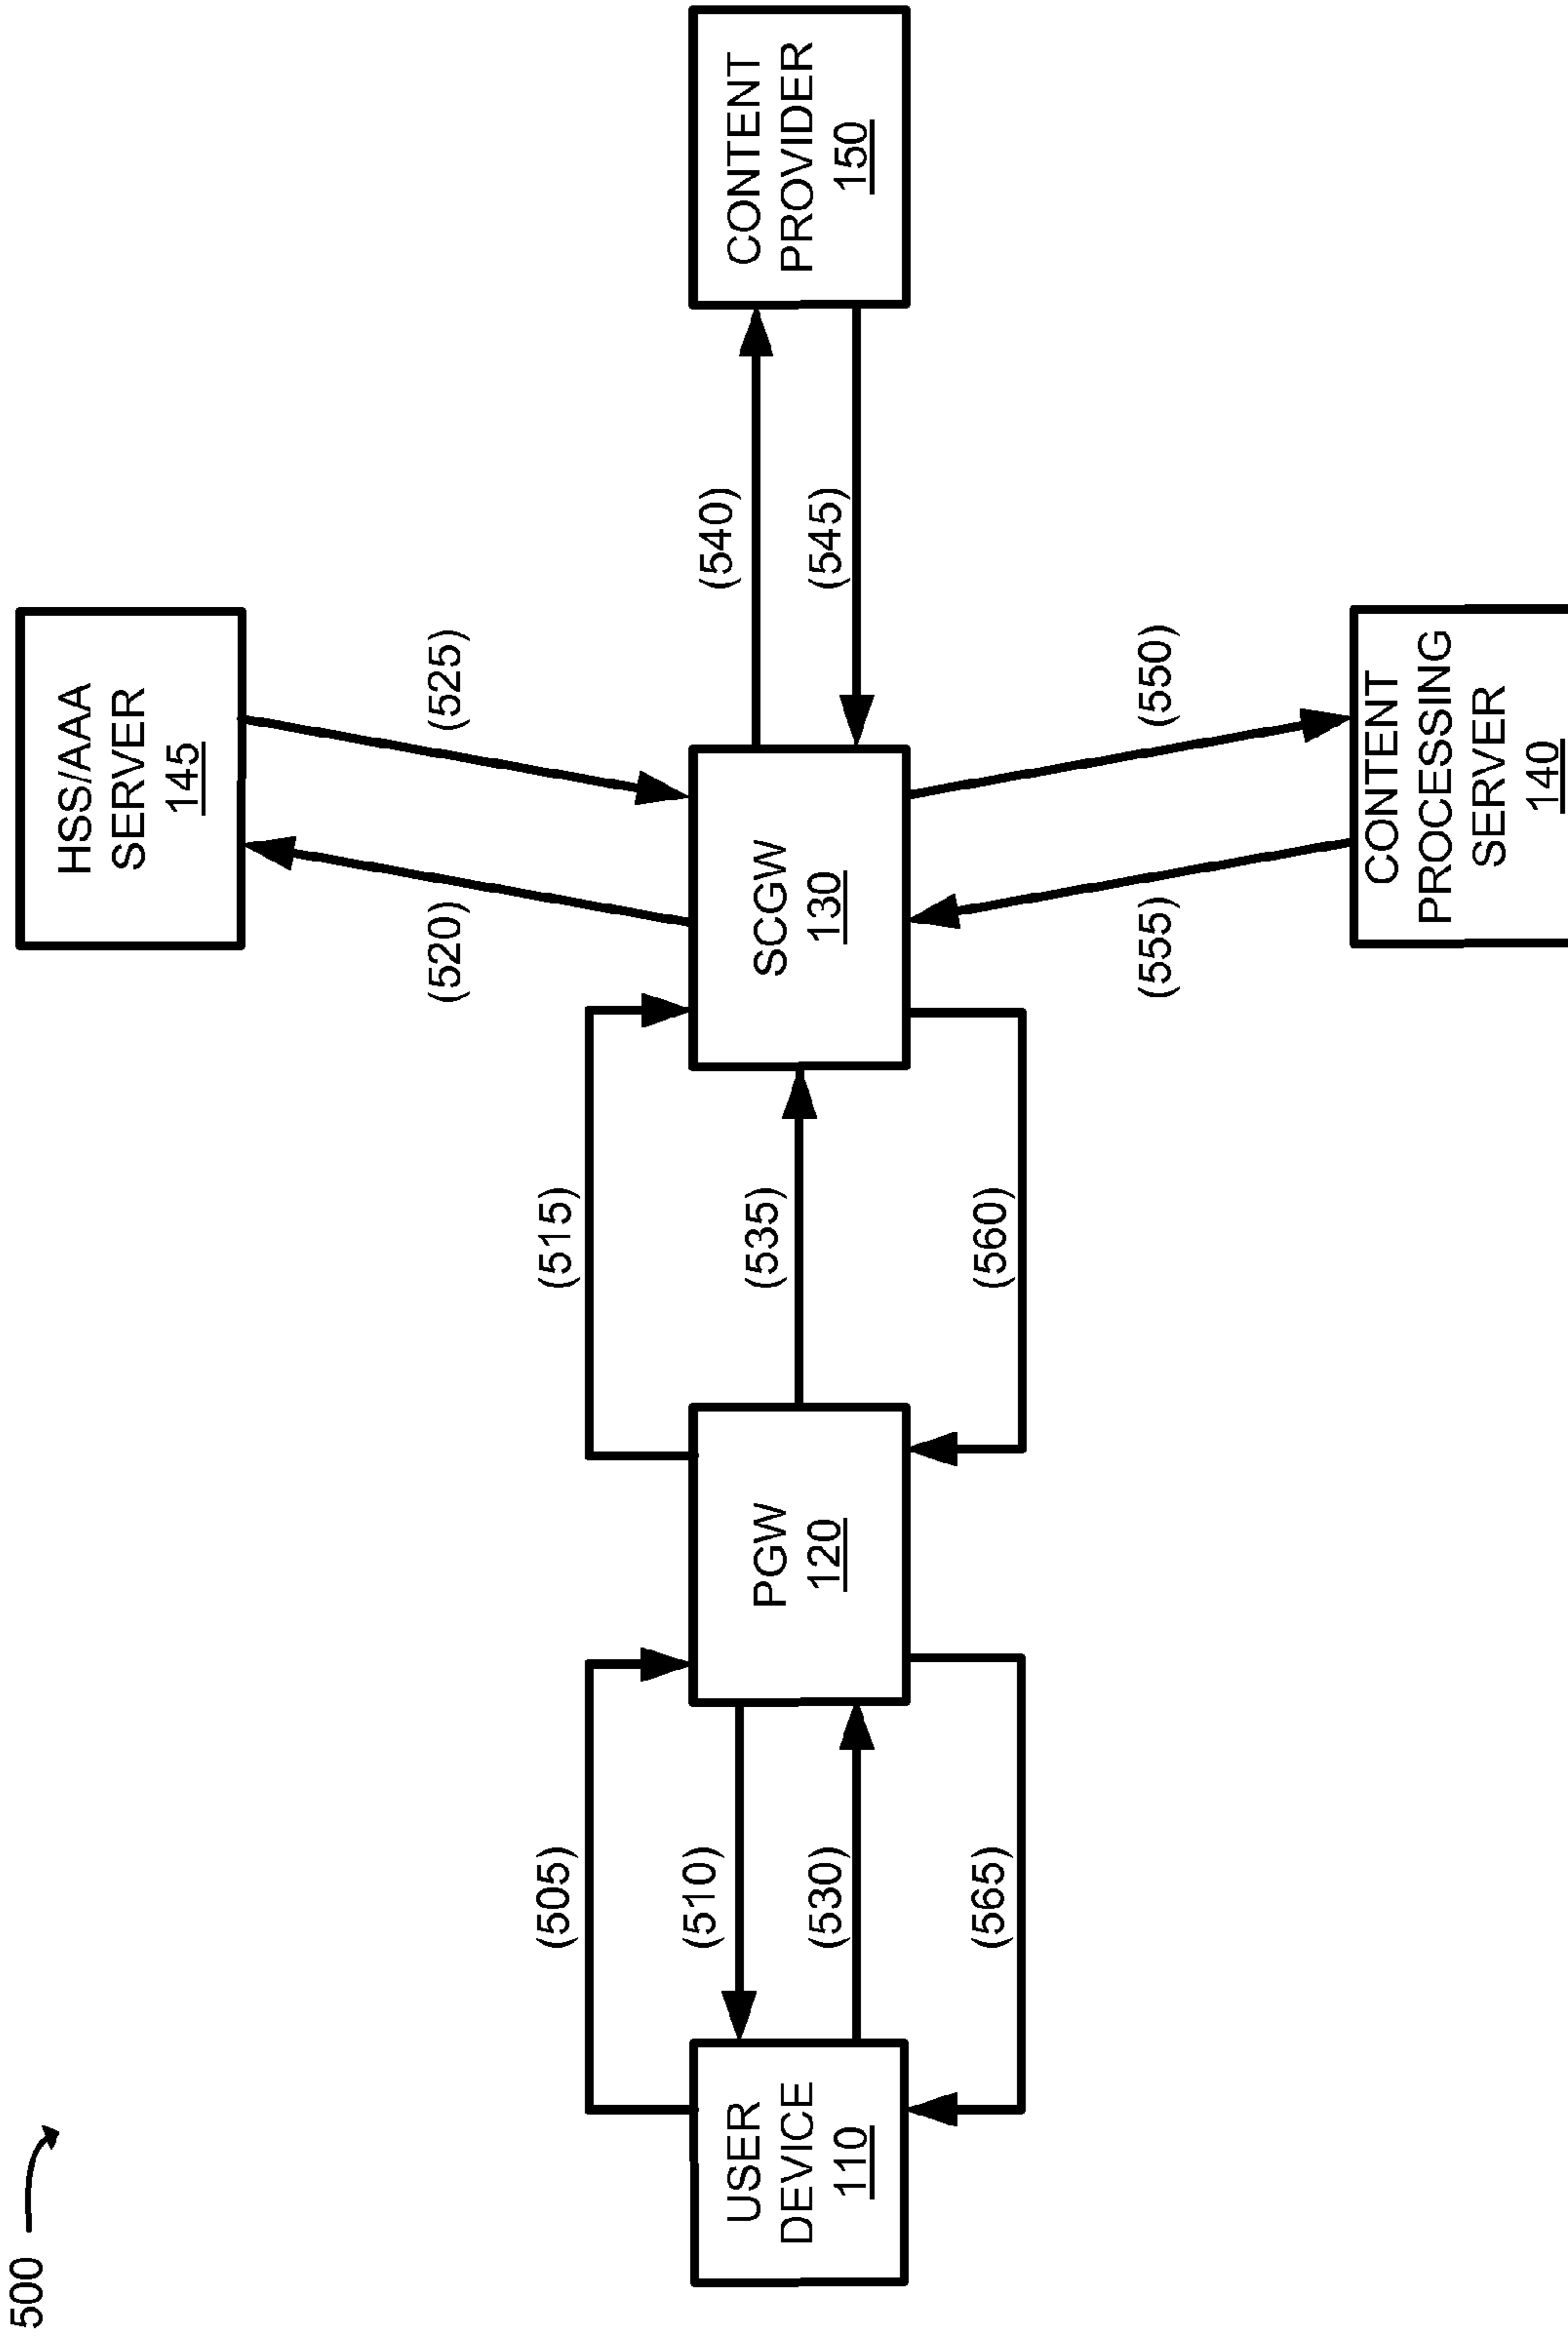 500
HSS/AAA
SERVER
145
(520)
(525)
(505)
(515)
(510)
(530)
(535)
(540)
(545)
USER
DEVICE
110
PGW
120
SCGW
130
CONTENT
PROVIDER
150
(565)
(560)
(555)
(550)
CONTENT
PROCESSING
SERVER
140